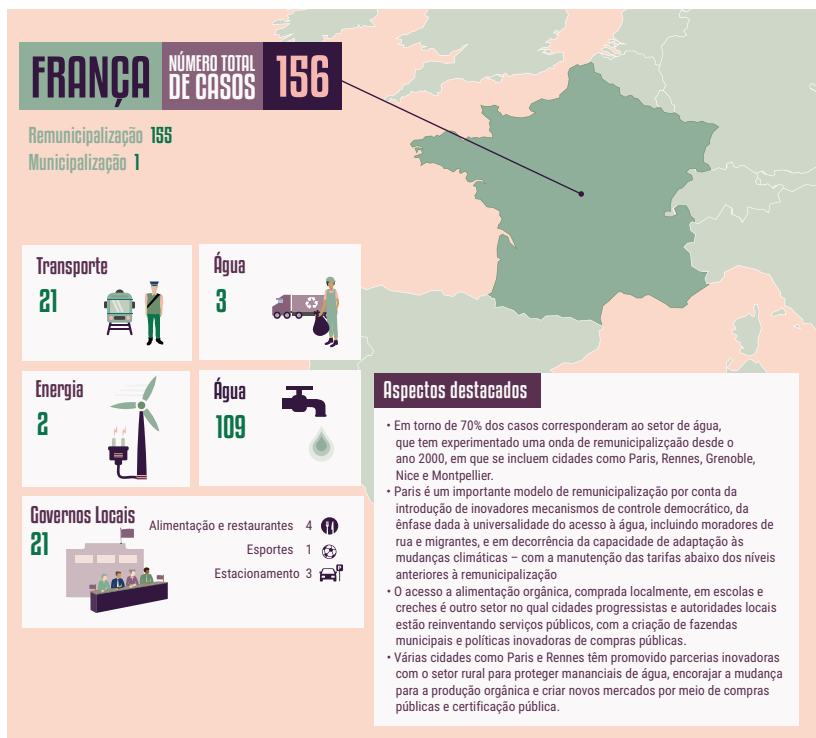 FRANÇA
NÚMERO TOTAL
DE CASOS
156
Remunicipalização 155
Municipalização 1
Transporte
21
Água
3
Energia
2
Água
109
Governos Locais
21
Alimentação e restaurantes 4
Esportes 1
Estacionamento 3
P
Aspectos destacados
• Em torno de 70% dos casos corresponderam ao setor de água,
que tem experimentado uma onda de remunicipalizçaão desde o
ano 2000, em que se incluem cidades como Paris, Rennes, Grenoble,
Nice e Montpellier.
• Paris é um importante modelo de remunicipalização por conta da
introdução de inovadores mecanismos de controle democrático, da
ênfase dada à universalidade do acesso à água, incluindo moradores de
rua e migrantes, e em decorrência da capacidade de adaptação às
mudanças climáticas – com a manutenção das tarifas abaixo dos níveis
anteriores à remunicipalização
• O acesso a alimentação orgânica, comprada localmente, em escolas e
creches é outro setor no qual cidades progressistas e autoridades locais
estão reinventando serviços públicos, com a criação de fazendas
municipais e políticas inovadoras de compras públicas.
• Várias cidades como Paris e Rennes têm promovido parcerias inovadoras
com o setor rural para proteger mananciais de água, encorajar a mudança
para a produção orgânica e criar novos mercados por meio de compras
públicas e certificação pública.